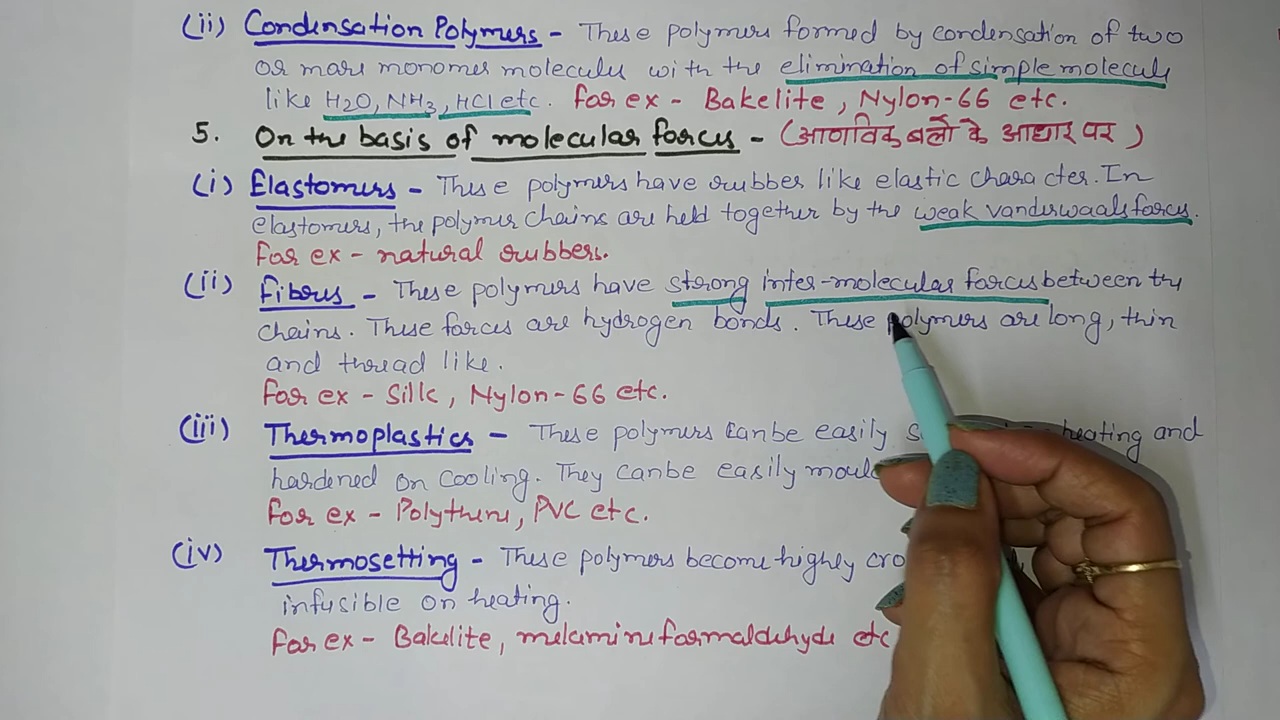 (ii) Condensation Polymers - These polymers formed by condensation of two
or more monomer molecules with the elimination of simple molecules
like H2O, NH3, HCl etc. for ex - Bakelite, Nylon-66 etc.
5. On the basis of molecular forces - (आणविक बलों के आधार पर)
(i) Elastomers - These polymers have rubber like elastic character. In
elastomers, the polymer chains are held together by the weak vanderwaals forces.
for ex - natural rubbers.
(ii) fibres - These polymers have strong inter-molecular forces between the
chains. These forces are hydrogen bonds. These polymers are long, thin
and thread like.
for ex - Silk, Nylon-66 etc.
(iii) Thermoplastics - These polymers can be easily heating and
hardened on cooling. They can be easily
for ex - Polythene, PVC etc.
(iv) Thermosetting - These polymers become highly
infusible on heating.
for ex - Bakelite, melamine formaldehyde etc